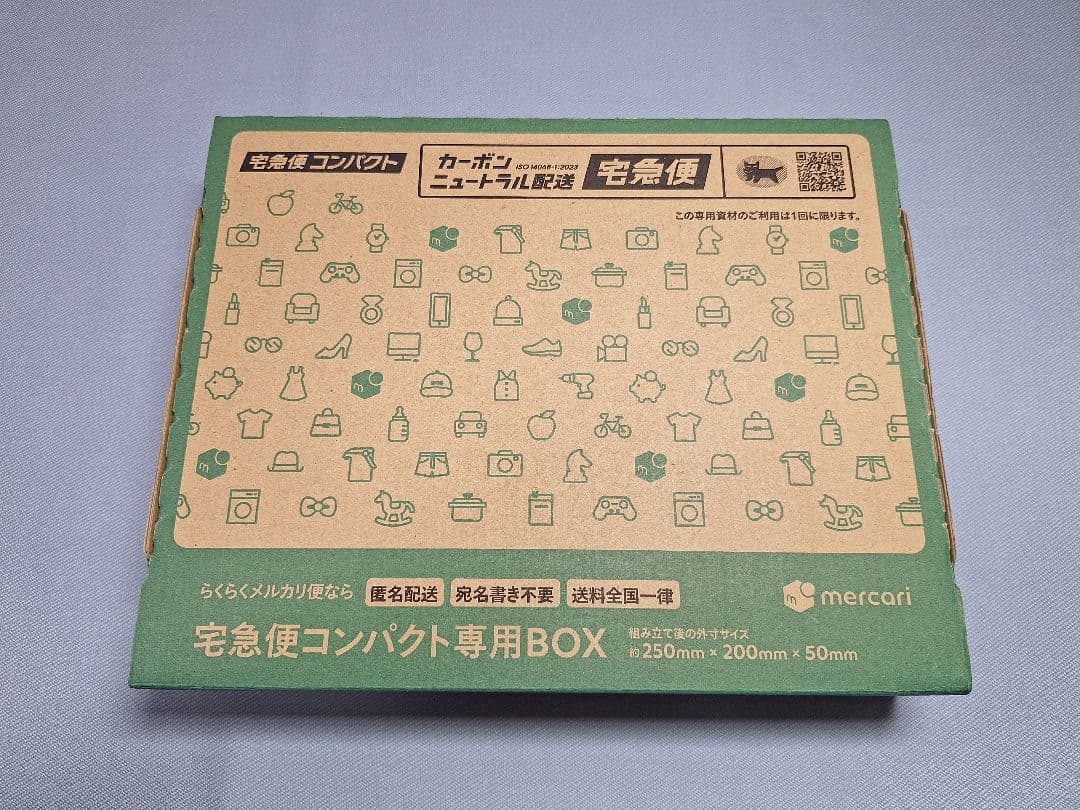 宅急便 コンパクト
カーボン ISO 14068-1:2023
ニュートラル配送
宅急便
この専用資材のご利用は1回に限ります。
らくらくメルカリ便なら 匿名配送 宛名書き不要 送料全国一律
mercari
宅急便コンパクト専用BOX
組み立て後の外寸サイズ
約250mm×200mm×50mm